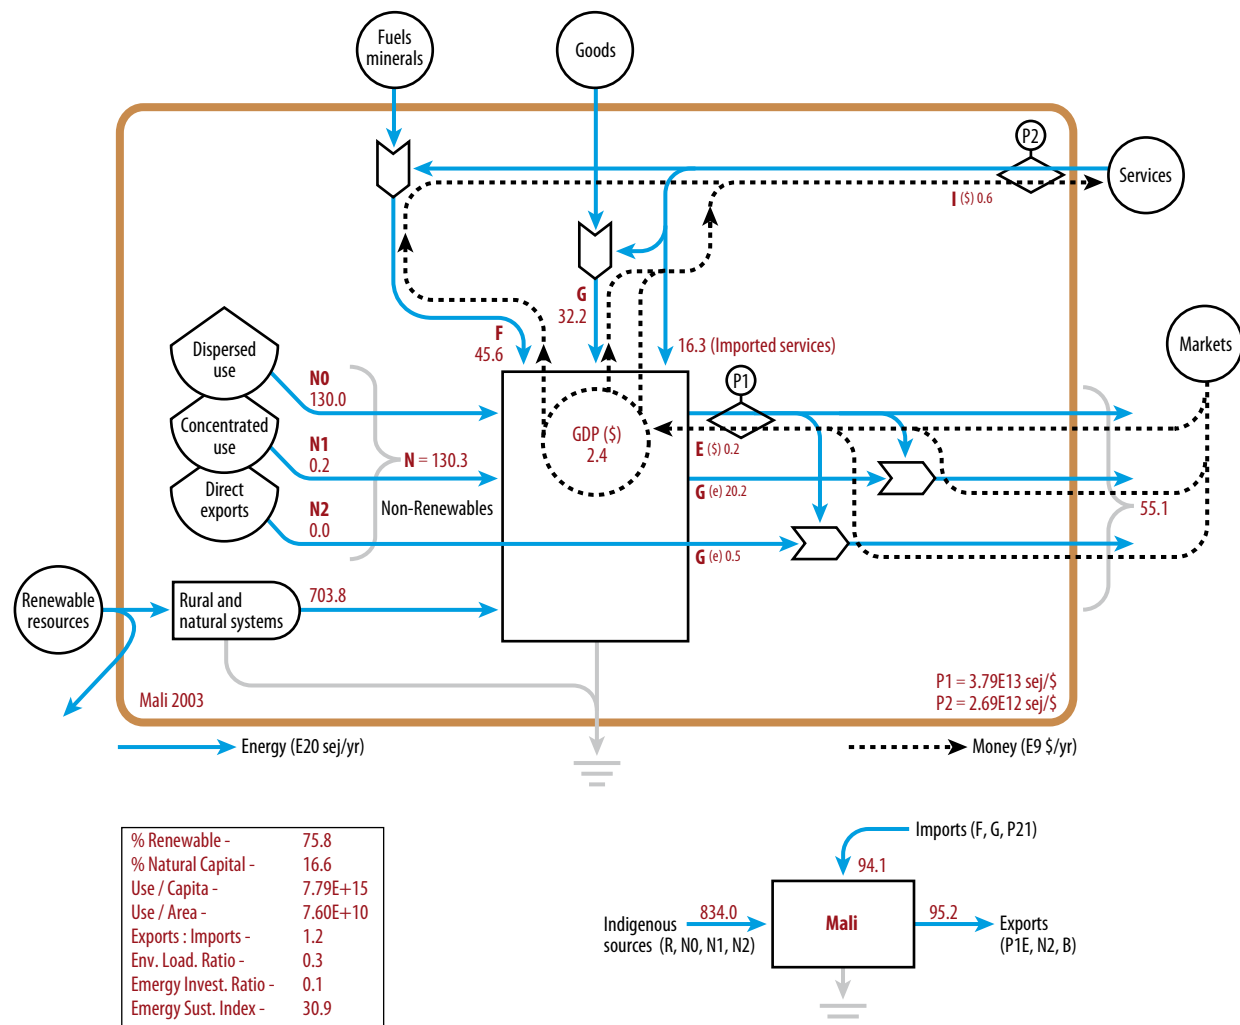 Fuels
minerals
Goods
P2
Services
I ($) 0.6
G
32.2
F
45.6
16.3 (Imported services)
Markets
Dispersed
use
N0
130.0
P1
Concentrated
use
N1
0.2
N = 130.3
GDP ($)
2.4
E ($) 0.2
G (e) 20.2
Direct
exports
N2
0.0
Non-Renewables
55.1
G (e) 0.5
Renewable
resources
Rural and
natural systems
703.8
Mali 2003
P1 = 3.79E13 sej/$
P2 = 2.69E12 sej/$
Energy (E20 sej/yr)
Money (E9 $/yr)
% Renewable - 75.8
% Natural Capital - 16.6
Use / Capita - 7.79E+15
Use / Area - 7.60E+10
Exports : Imports - 1.2
Env. Load. Ratio - 0.3
Emergy Invest. Ratio - 0.1
Emergy Sust. Index - 30.9
Imports (F, G, P21)
94.1
Indigenous
sources (R, N0, N1, N2)
834.0
Mali
95.2
Exports
(P1E, N2, B)